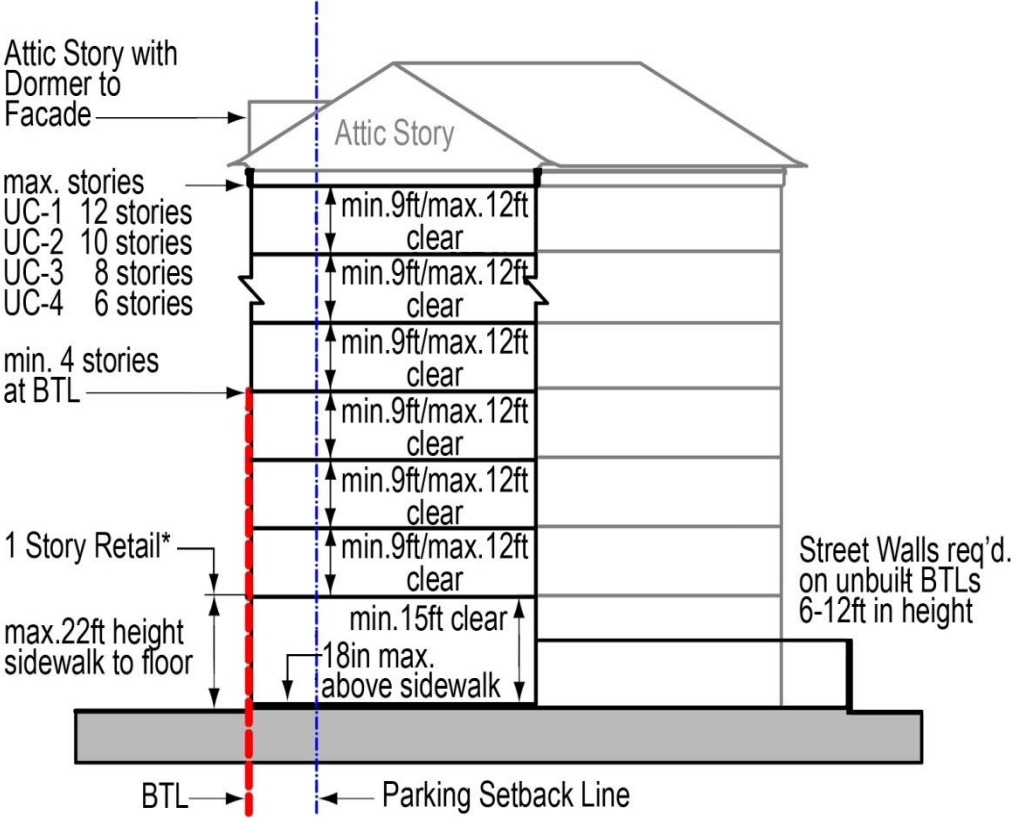 Attic Story with
Dormer to
Facade
Attic Story
max. stories
UC-1 12 stories
UC-2 10 stories
UC-3 8 stories
UC-4 6 stories
min. 4 stories
at BTL
1 Story Retail*
max.22ft height
sidewalk to floor
min.9ft/max.12ft
clear
min.9ft/max.12ft
clear
min.9ft/max.12ft
clear
min.9ft/max.12ft
clear
min.9ft/max.12ft
clear
min.9ft/max.12ft
clear
min.15ft clear
18in max.
above sidewalk
Street Walls req'd.
on unbuilt BTLs
6-12ft in height
BTL
Parking Setback Line